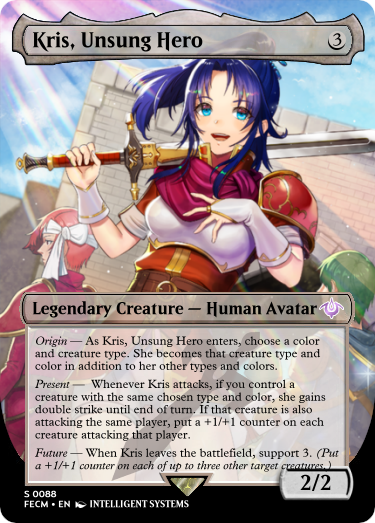 Kris, Unsung Hero 3
Legendary Creature — Human Avatar
Origin — As Kris, Unsung Hero enters, choose a color
and creature type. She becomes that creature type and
color in addition to her other types and colors.
Present — Whenever Kris attacks, if you control a
creature with the same chosen type and color, she gains
double strike until end of turn. If that creature is also
attacking the same player, put a +1/+1 counter on each
creature attacking that player.
Future — When Kris leaves the battlefield, support 3. (Put
a +1/+1 counter on each of up to three other target creatures.)
2/2
S 0088
FECM • EN INTELLIGENT SYSTEMS